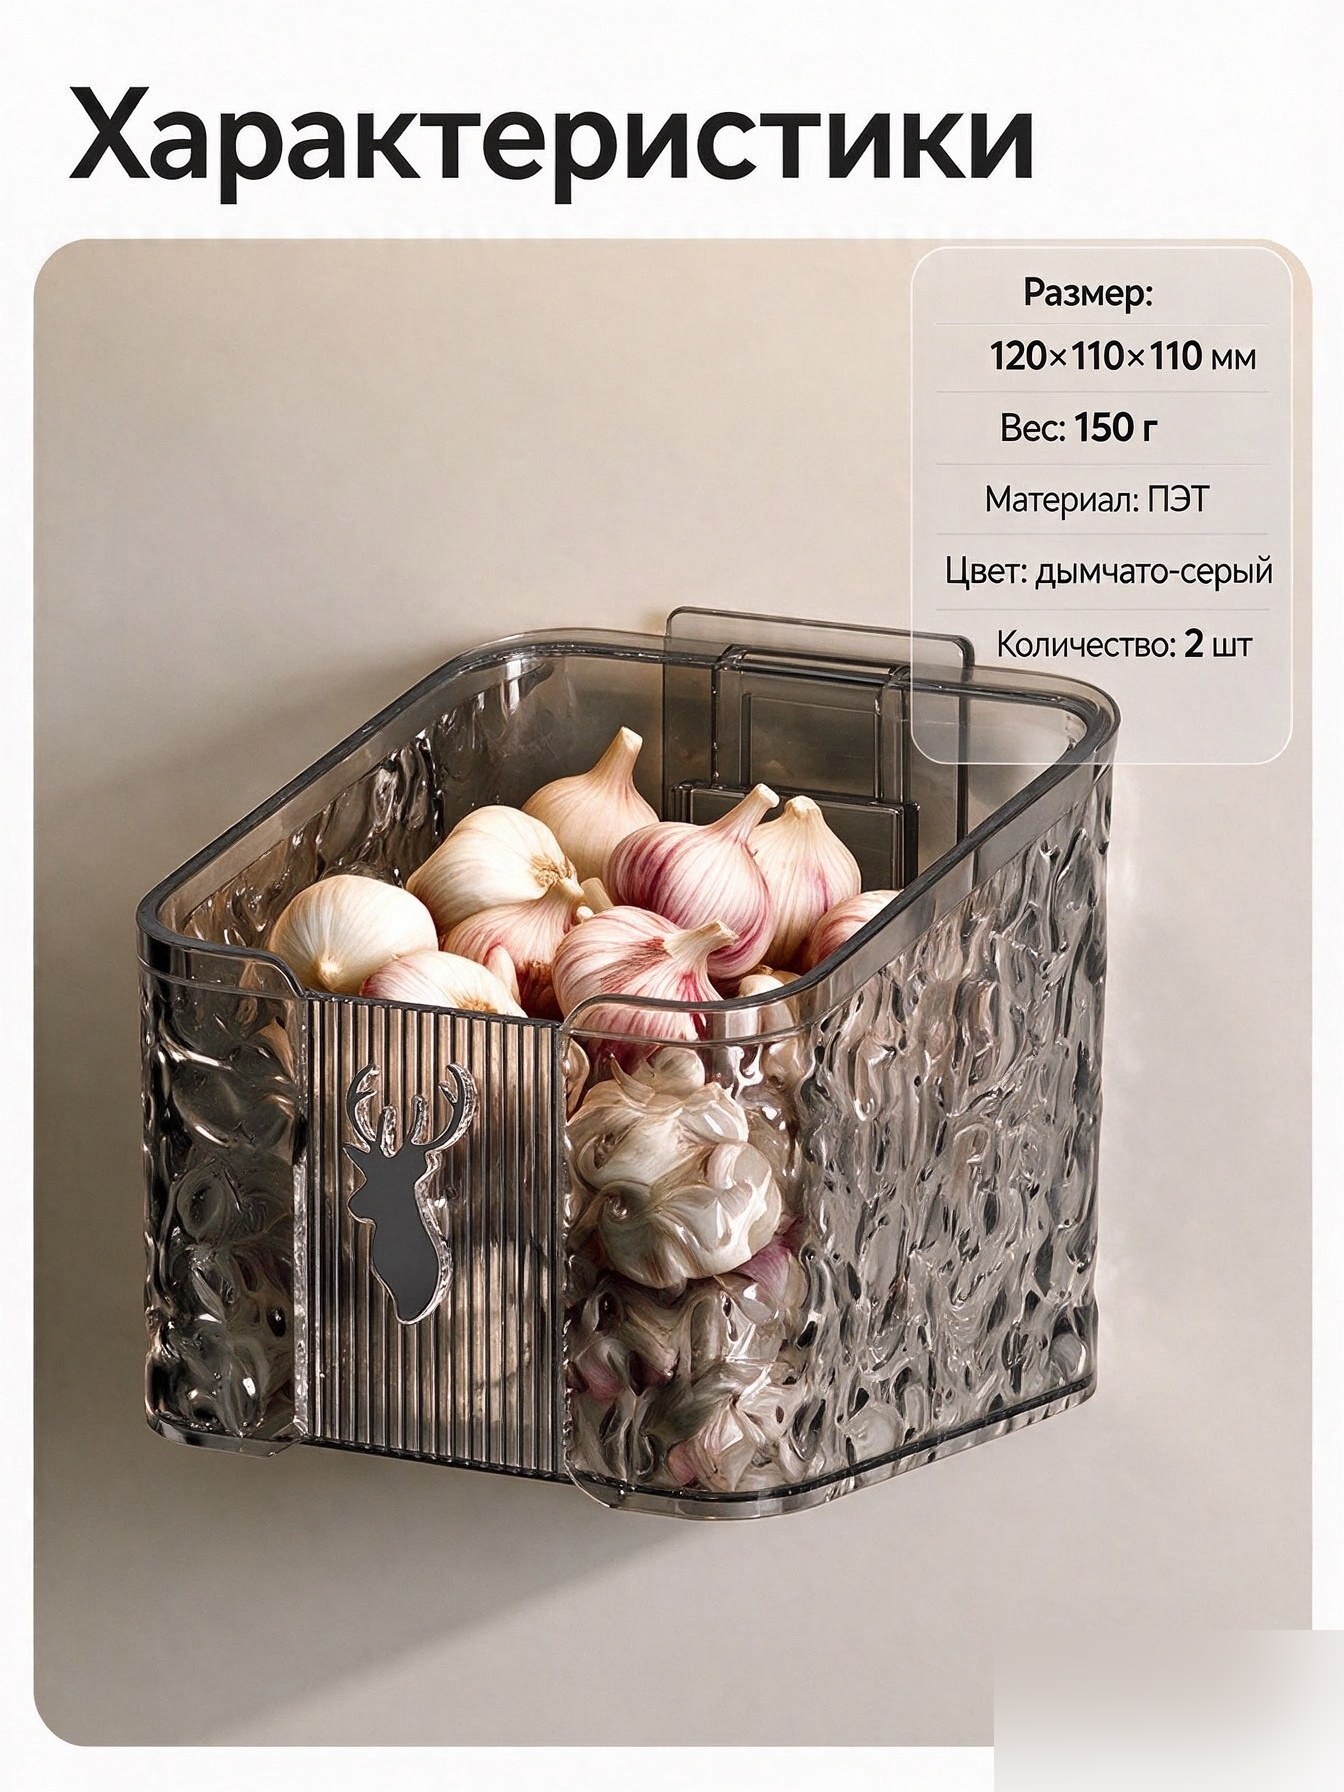 Характеристики
Размер:
120×110×110 мм
Вес: 150 г
Материал: ПЭТ
Цвет: дымчато-серый
Количество: 2 шт